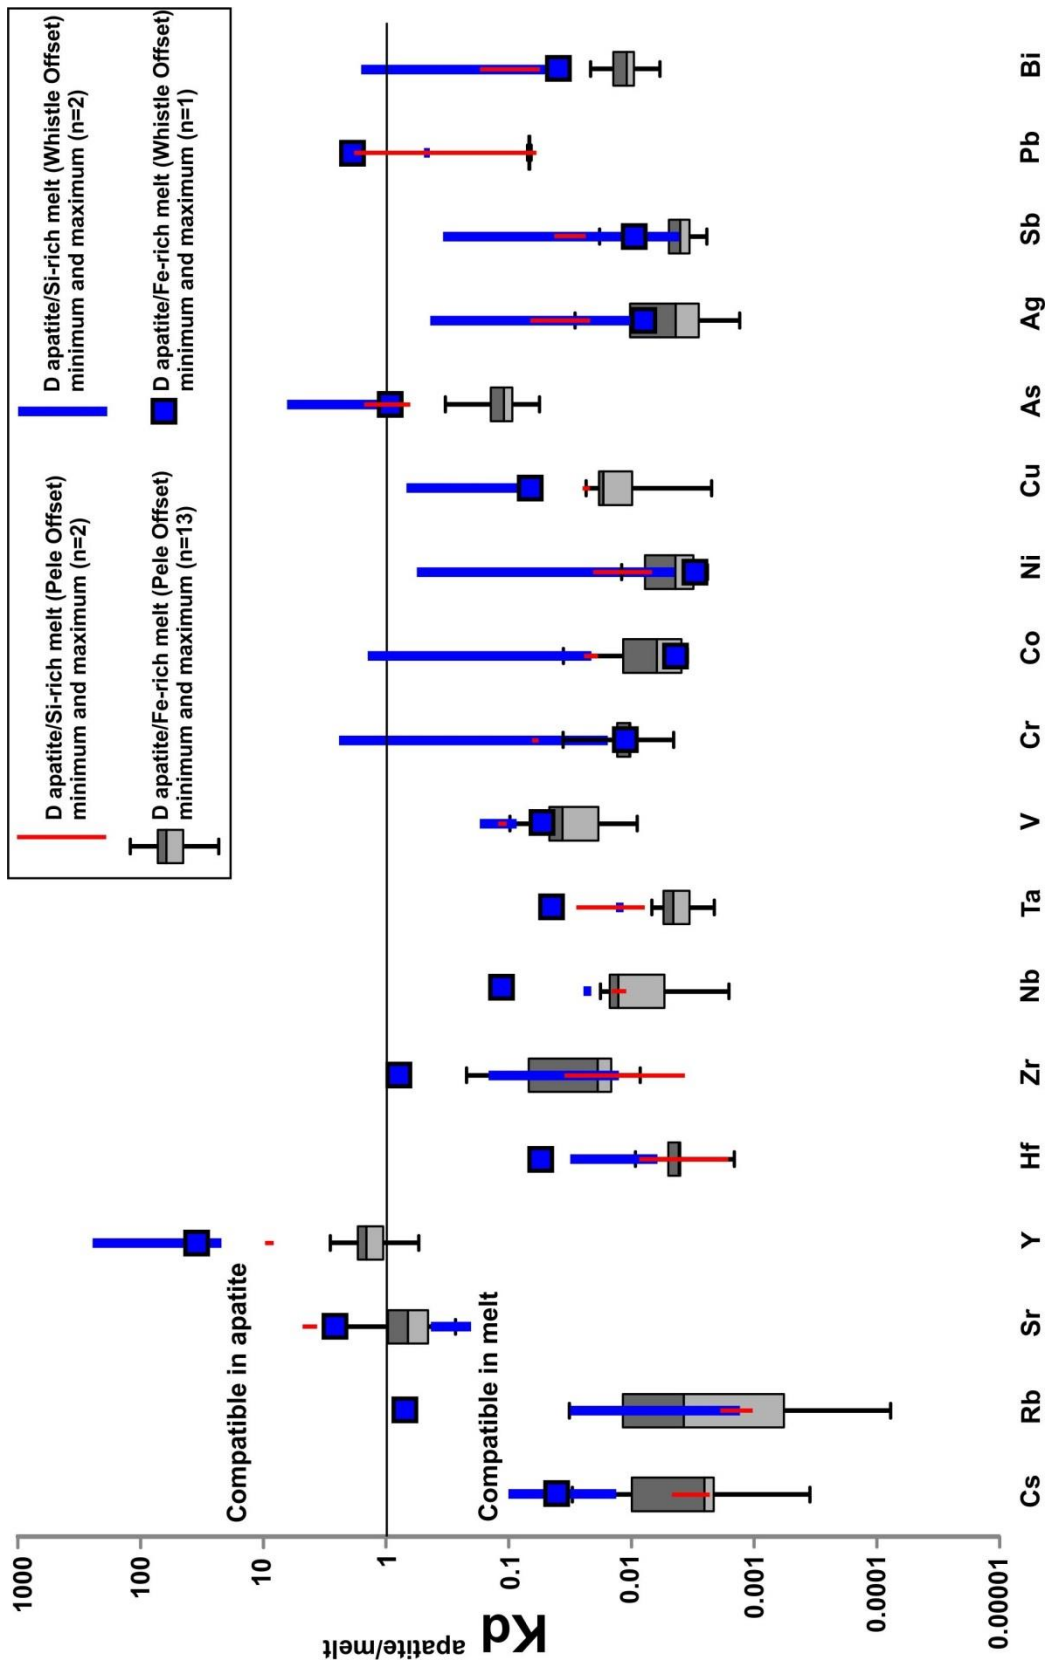 D apatite/Si-rich melt (Pele Offset)
minimum and maximum (n=2)
D apatite/Si-rich melt (Whistle Offset)
minimum and maximum (n=2)
D apatite/Fe-rich melt (Pele Offset)
minimum and maximum (n=13)
D apatite/Fe-rich melt (Whistle Offset)
minimum and maximum (n=1)
1000
100
10
1
0.1
0.01
0.001
0.0001
0.00001
apatite/melt
Kd
Compatible in apatite
Compatible in melt
Cs Rb Sr Y Hf Zr Nb Ta V Cr Co Ni Cu As Ag Sb Pb Bi